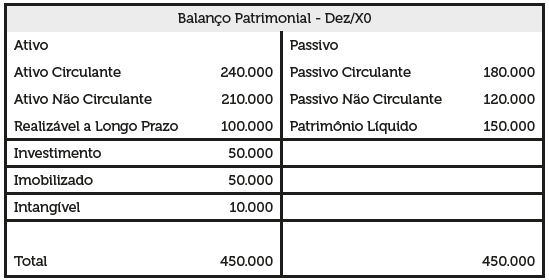 Balanço Patrimonial - Dez/X0
Ativo Passivo
Ativo Circulante 240.000 Passivo Circulante 180.000
Ativo Não Circulante 210.000 Passivo Não Circulante 120.000
Realizável a Longo Prazo 100.000 Patrimônio Líquido 150.000
Investimento 50.000
Imobilizado 50.000
Intangível 10.000
Total 450.000 450.000